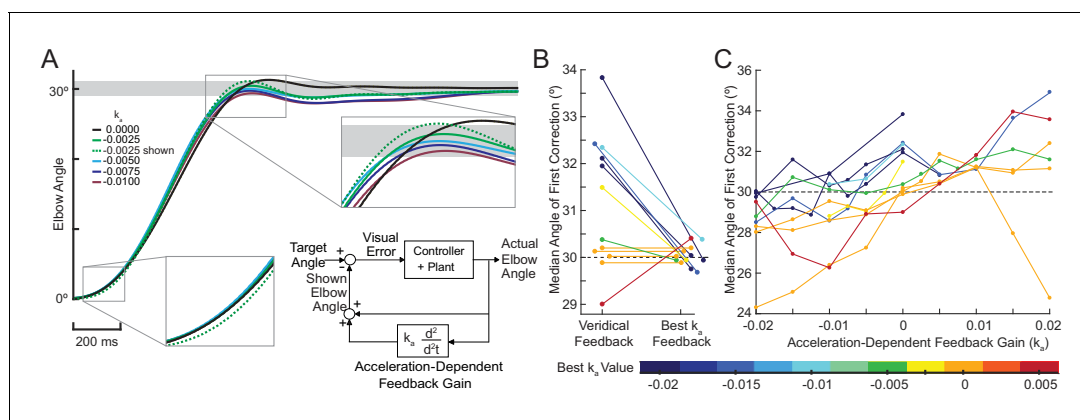 A
30º
0º
Elbow Angle
k
a
0.0000
-0.0025
-0.0025 shown
-0.0050
-0.0075
-0.0100
200 ms
Target
Angle
Visual
Error
Controller
+ Plant
Actual
Elbow
Angle
Shown
Elbow
Angle
+
-
+
+
kₐ d²
d²t
Acceleration-Dependent
Feedback Gain
B
Median Angle of First Correction (º)
34
33
32
31
30
29
Veridical
Feedback
Best kₐ
Feedback
C
Median Angle of First Correction (º)
36
34
32
30
28
26
24
-0.02
-0.01
0
0.01
0.02
Acceleration-Dependent Feedback Gain (kₐ)
Best kₐ Value
-0.02
-0.015
-0.01
-0.005
0
0.005